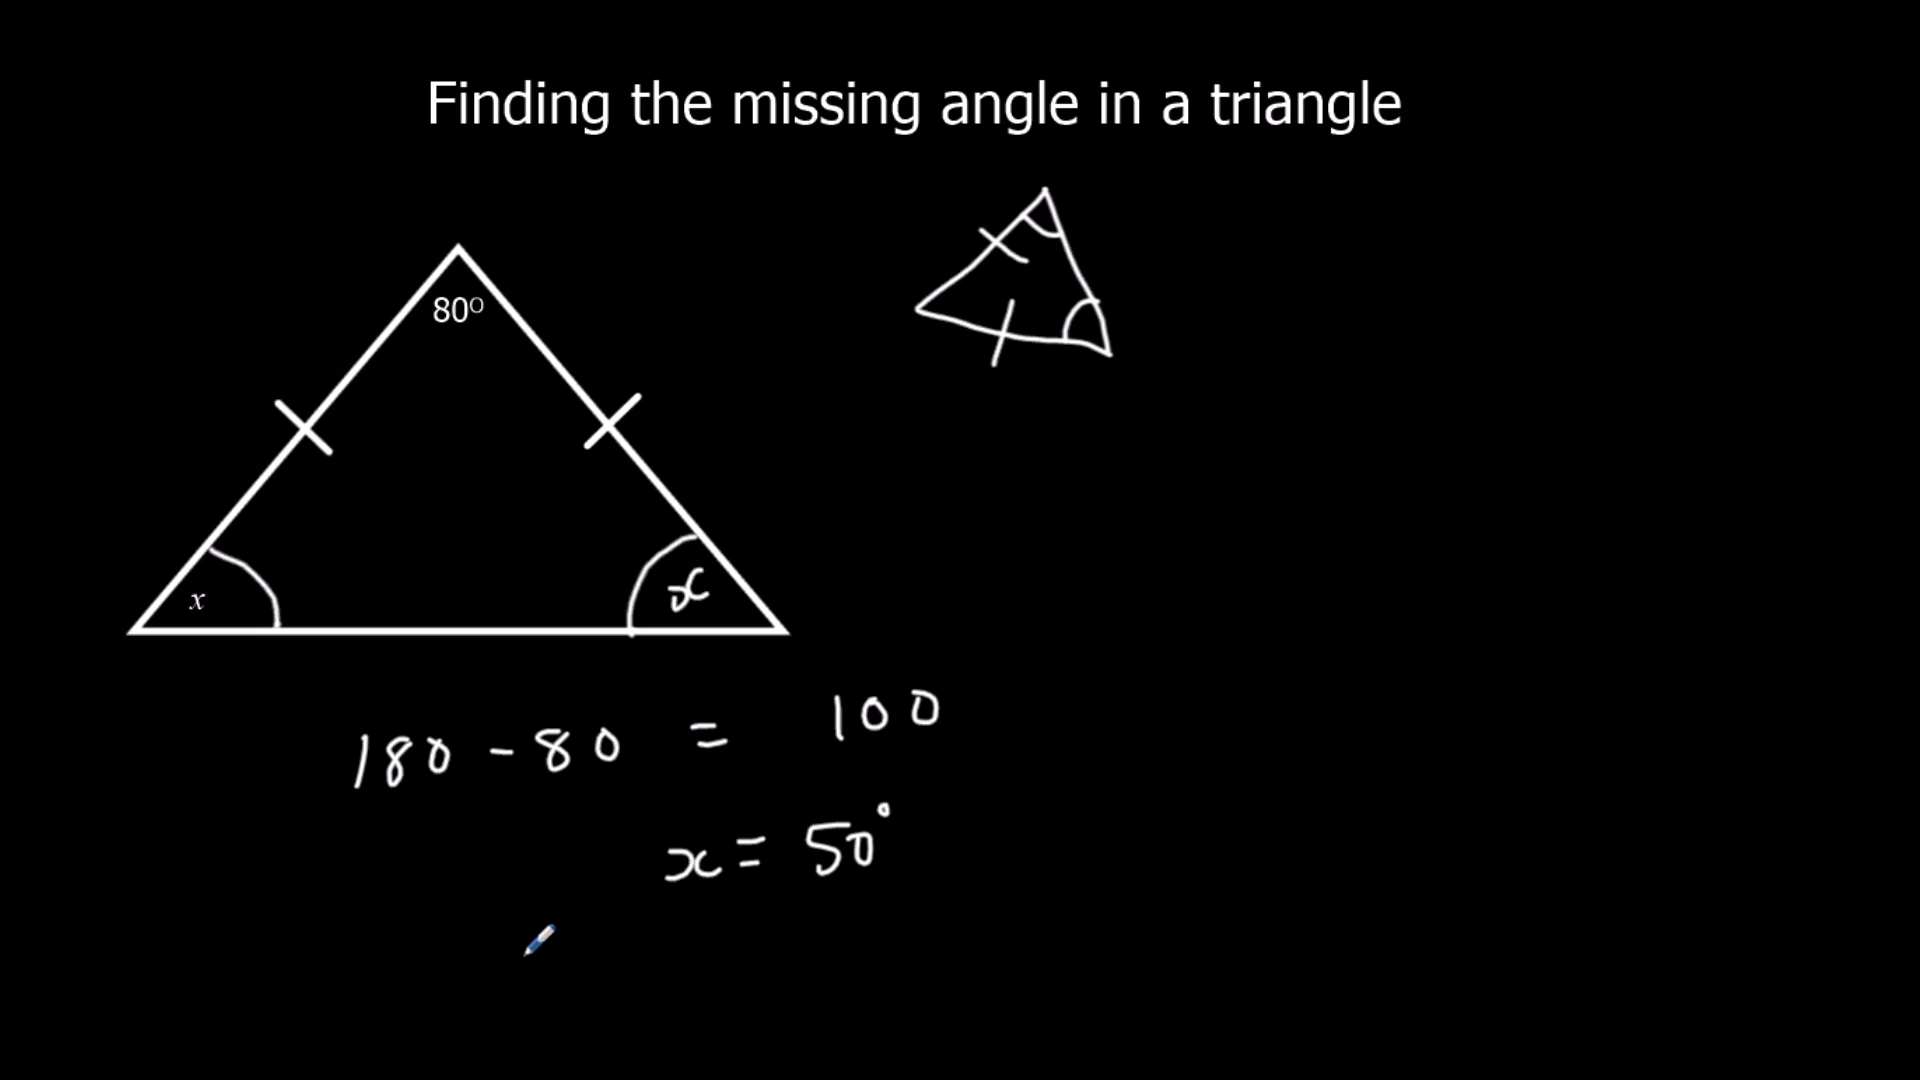 Finding the missing angle in a triangle
80°
x
x
180 - 80 = 100
x = 50°